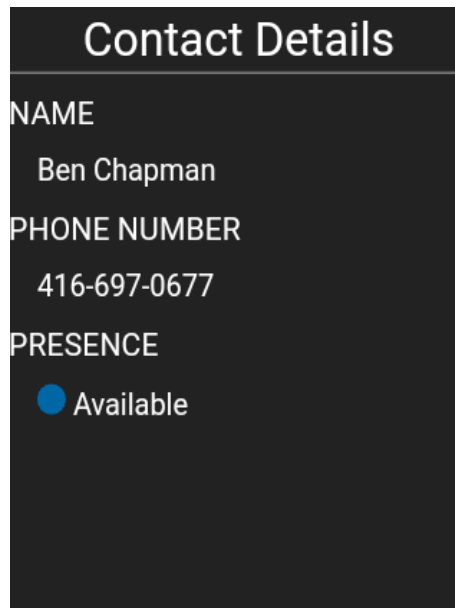 Contact Details
NAME
Ben Chapman
PHONE NUMBER
416-697-0677
PRESENCE
Available